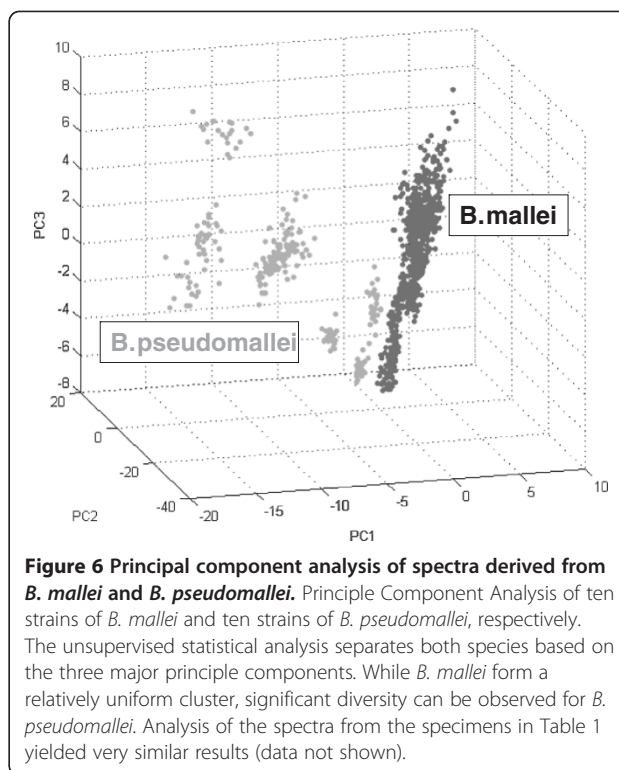 10
8
6
4
2
0
-2
-4
-6
-8
PC3
B.mallei
B.pseudomallei
20
0
-20
-40
PC2
-20
-15
-10
-5
0
5
10
PC1
Figure 6 Principal component analysis of spectra derived from
B. mallei and B. pseudomallei. Principle Component Analysis of ten
strains of B. mallei and ten strains of B. pseudomallei, respectively.
The unsupervised statistical analysis separates both species based on
the three major principle components. While B. mallei form a
relatively uniform cluster, significant diversity can be observed for B.
pseudomallei. Analysis of the spectra from the specimens in Table 1
yielded very similar results (data not shown).